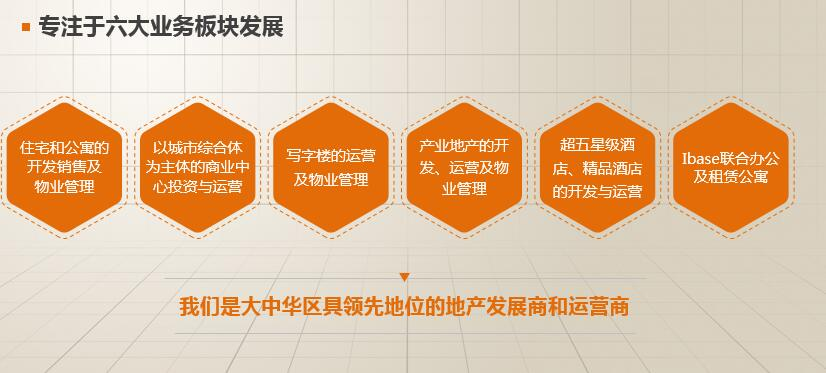 专注于六大业务板块发展
住宅和公寓的
开发销售及
物业管理
以城市综合体
为主体的商业中
心投资与运营
写字楼的运营
及物业管理
产业地产的开
发、运营及物
业管理
超五星级酒
店、精品酒店
的开发与运营
Ibase联合办公
及租赁公寓
我们是大中华区具领先地位的地产发展商和运营商